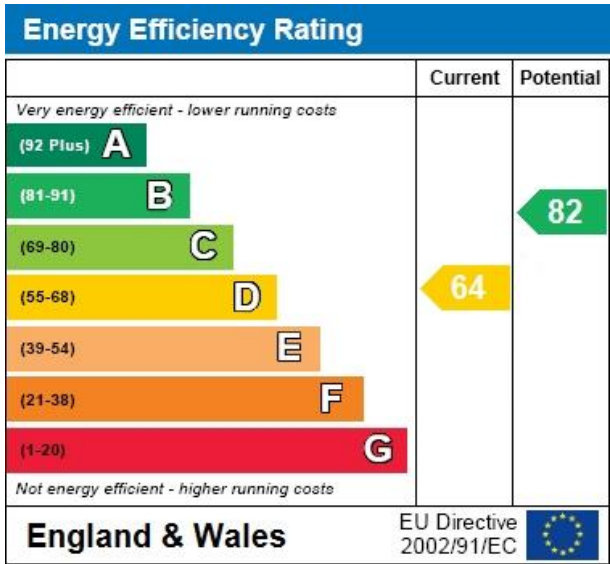 Energy Efficiency Rating
Current Potential
Very energy efficient - lower running costs
(92 Plus) A
(81-91) B
82
(69-80) C
(55-68) D
64
(39-54) E
(21-38) F
(1-20) G
Not energy efficient - higher running costs
England & Wales
EU Directive
2002/91/EC